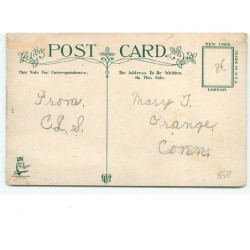 POST CARD.
This Side for Correspondence.
The Address To Be Written
On This Side.
NEW YORK
LONDON
From
C.L.S.
Mary T.
Orange
Conn.